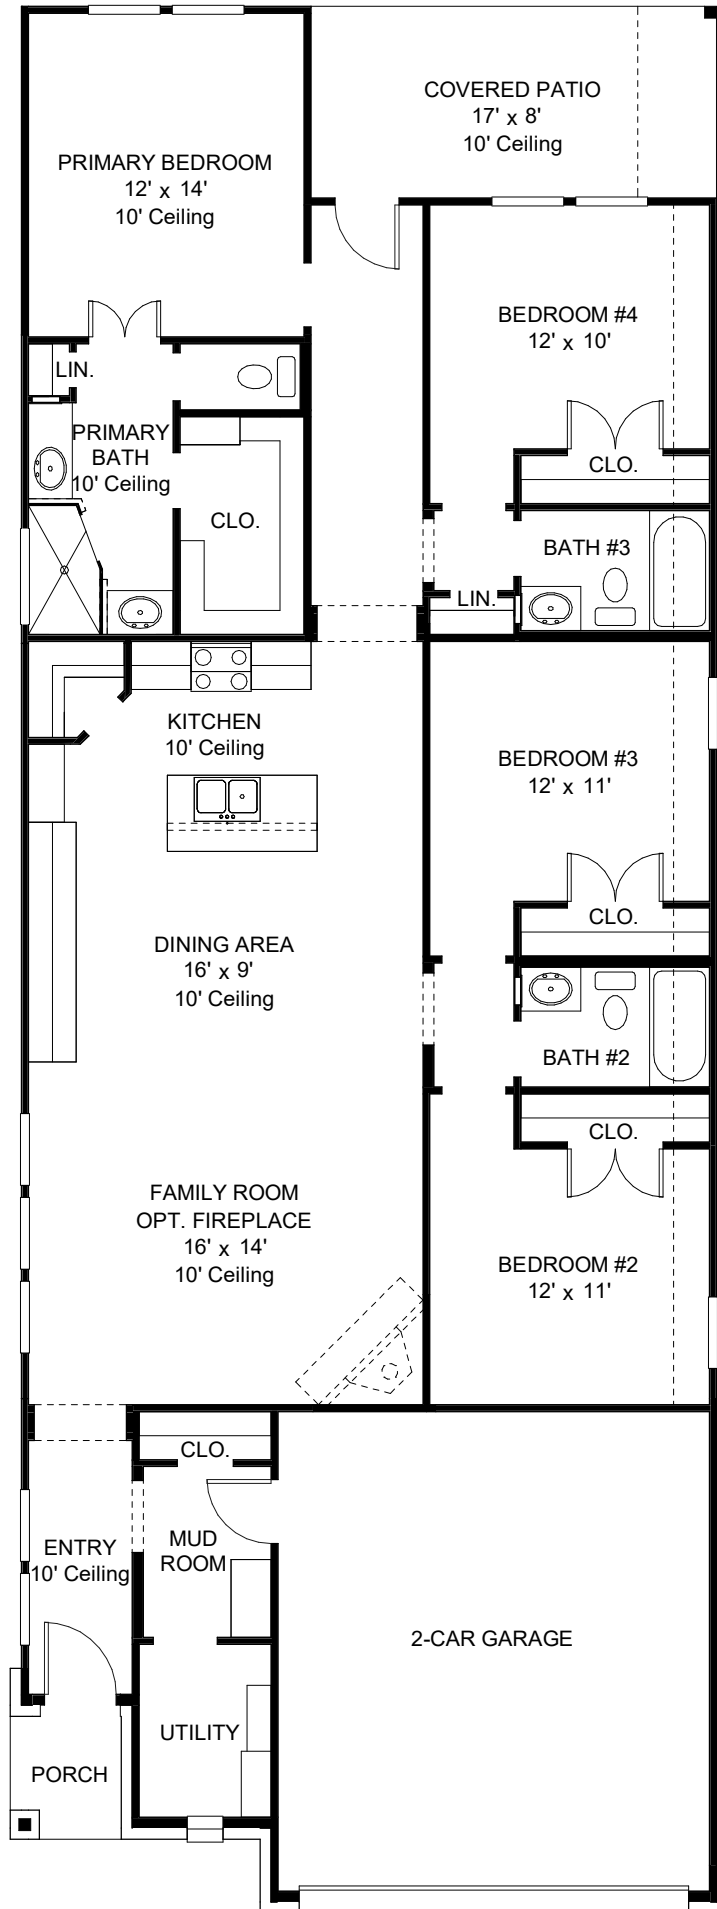 COVERED PATIO
17' x 8'
10' Ceiling
PRIMARY BEDROOM
12' x 14'
10' Ceiling
BEDROOM #4
12' x 10'
LIN.
PRIMARY
BATH
10' Ceiling
CLO.
CLO.
BATH #3
LIN.
KITCHEN
10' Ceiling
BEDROOM #3
12' x 11'
CLO.
DINING AREA
16' x 9'
10' Ceiling
BATH #2
CLO.
FAMILY ROOM
OPT. FIREPLACE
16' x 14'
10' Ceiling
BEDROOM #2
12' x 11'
CLO.
MUD
ROOM
ENTRY
10' Ceiling
2-CAR GARAGE
UTILITY
PORCH